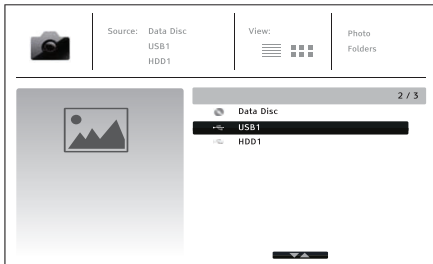 Source: Data Disc
USB1
HDD1
View:
Photo
Folders
2 / 3
Data Disc
USB1
HDD1